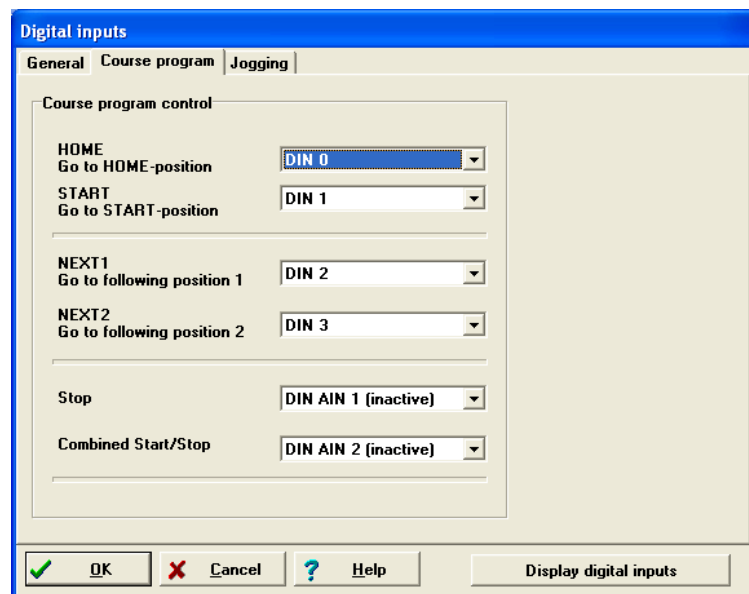 Digital inputs
General Course program Jogging
Course program control
HOME
Go to HOME-position
DIN 0
START
Go to START-position
DIN 1
NEXT1
Go to following position 1
DIN 2
NEXT2
Go to following position 2
DIN 3
Stop
DIN AIN 1 (inactive)
Combined Start/Stop
DIN AIN 2 (inactive)
OK Cancel Help Display digital inputs